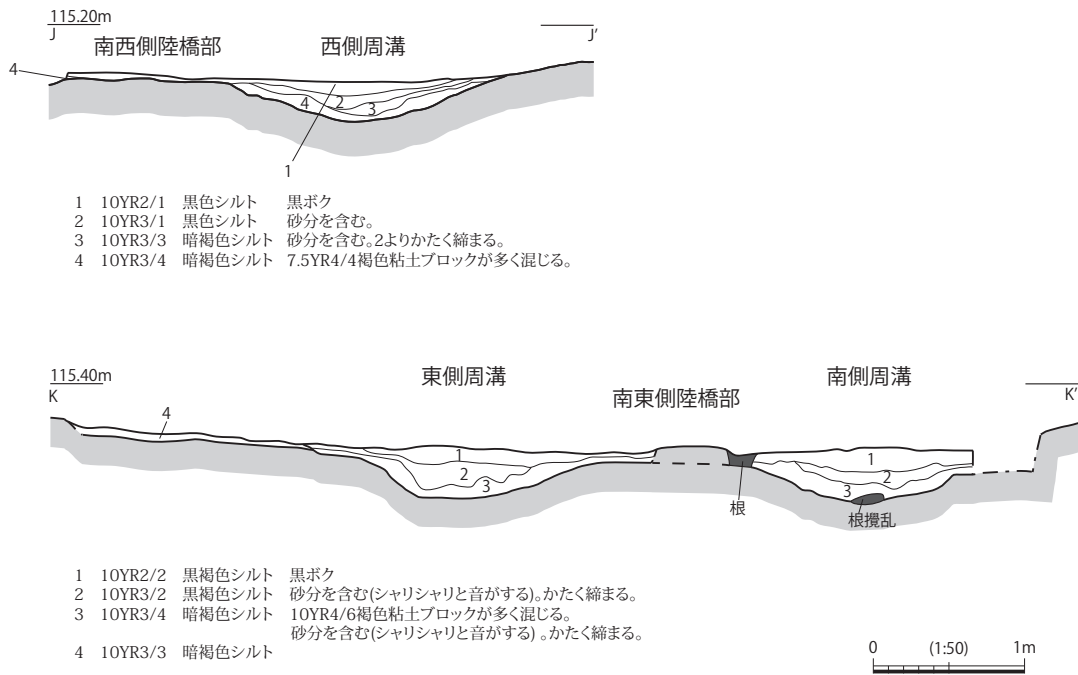 115.20m
J
J'
南西側陸橋部
西側周溝
4
4
2
3
1
1 10YR2/1 黒色シルト 黒ボク
2 10YR3/1 黒色シルト 砂分を含む。
3 10YR3/3 暗褐色シルト 砂分を含む。2よりかたく締まる。
4 10YR3/4 暗褐色シルト 7.5YR4/4褐色粘土ブロックが多く混じる。
115.40m
K
K'
東側周溝
南東側陸橋部
南側周溝
4
1
2
3
1
2
3
根
根攪乱
1 10YR2/2 黒褐色シルト 黒ボク
2 10YR3/2 黒褐色シルト 砂分を含む(シャリシャリと音がする)。かたく締まる。
3 10YR3/4 暗褐色シルト 10YR4/6褐色粘土ブロックが多く混じる。
砂分を含む(シャリシャリと音がする) 。かたく締まる。
4 10YR3/3 暗褐色シルト
0 (1:50) 1m